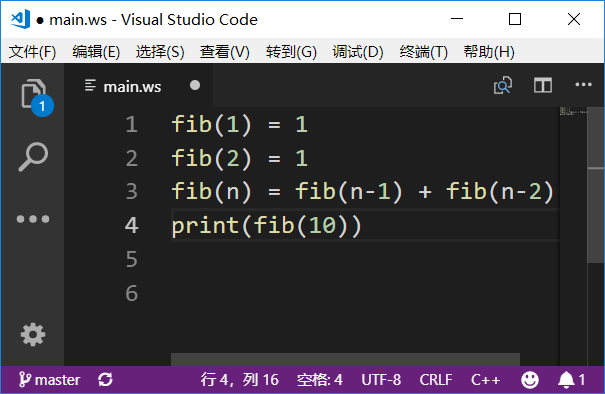 ● main.ws - Visual Studio Code
文件(F) 编辑(E) 选择(S) 查看(V) 转到(G) 调试(D) 终端(T) 帮助(H)
main.ws ●
1
1 fib(1) = 1
2 fib(2) = 1
3 fib(n) = fib(n-1) + fib(n-2)
4 print(fib(10))
5
6
master 行 4，列 16 空格: 4 UTF-8 CRLF C++ 1